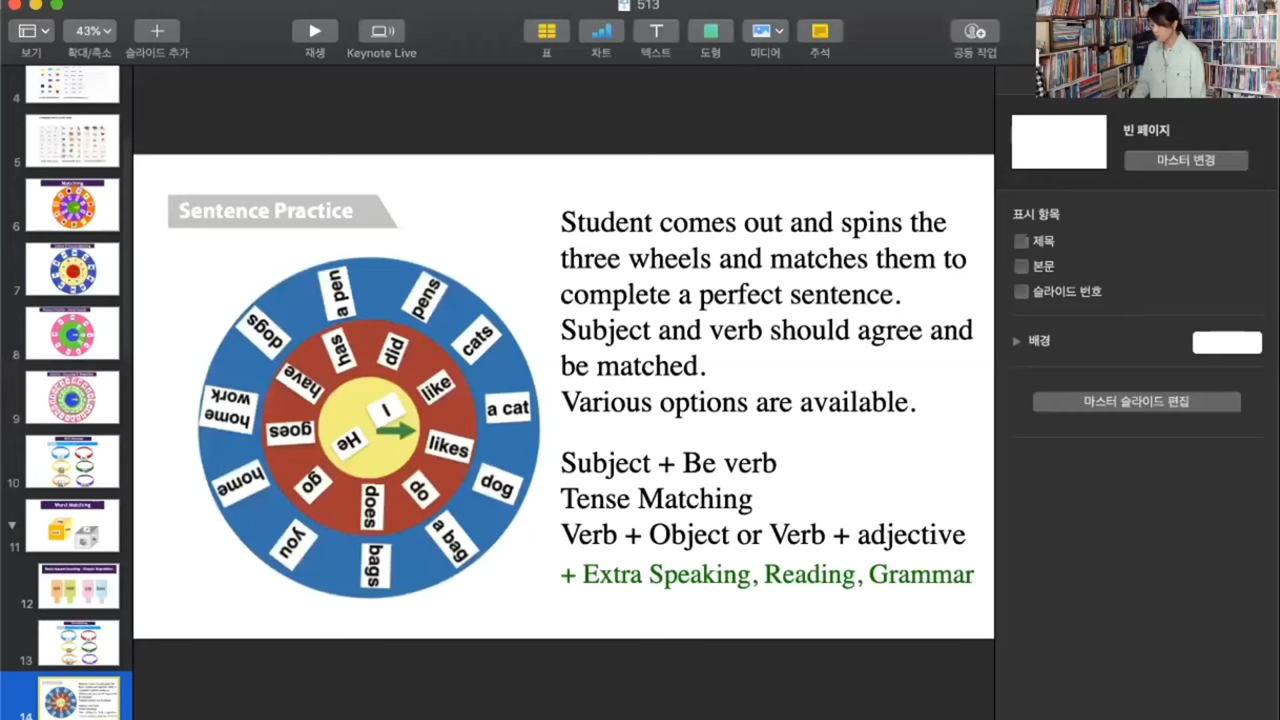 513
43%
보기
확대/축소
슬라이드 추가
재생
Keynote Live
표
차트
텍스트
도형
미디어
주석
공동 작업
4
5
6
Matching
7
8
9
10
11
Word Matching
12
13
14
Sentence Practice
a pen
pens
cats
a cat
dog
a bag
bags
you
home
home work
dogs
has
did
like
likes
do
does
go
goes
have
I
He
Student comes out and spins the
three wheels and matches them to
complete a perfect sentence.
Subject and verb should agree and
be matched.
Various options are available.
Subject + Be verb
Tense Matching
Verb + Object or Verb + adjective
+ Extra Speaking, Reading, Grammar
빈 페이지
마스터 변경
표시 항목
제목
본문
슬라이드 번호
배경
마스터 슬라이드 편집